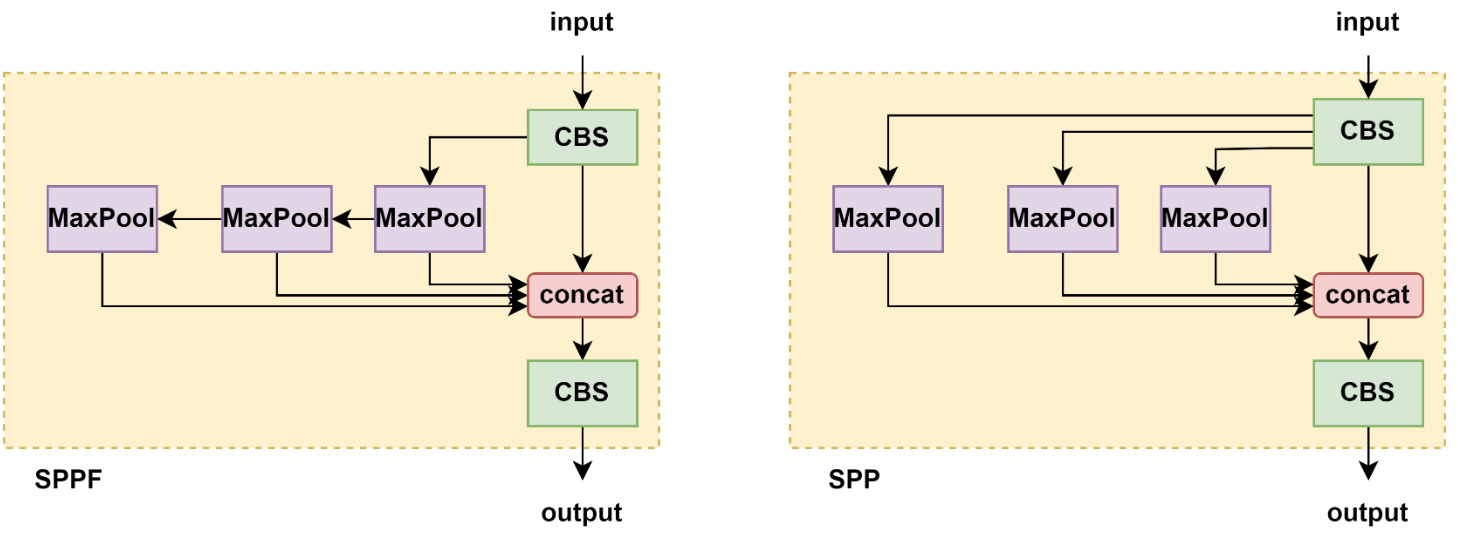 input
CBS
MaxPool
MaxPool
MaxPool
concat
CBS
SPPF
output
input
CBS
MaxPool
MaxPool
MaxPool
concat
CBS
SPP
output